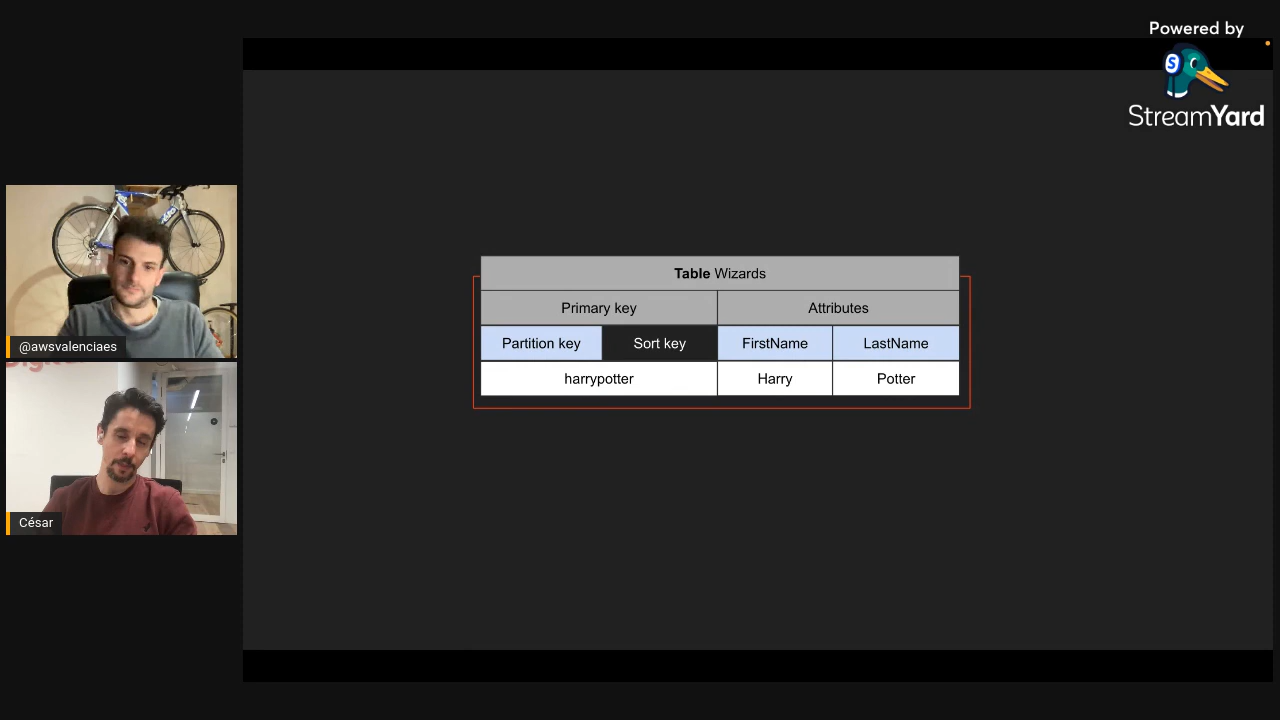 Powered by
StreamYard
@awsvalenciaes
César
Table Wizards
Primary key Attributes
Partition key Sort key FirstName LastName
harrypotter Harry Potter